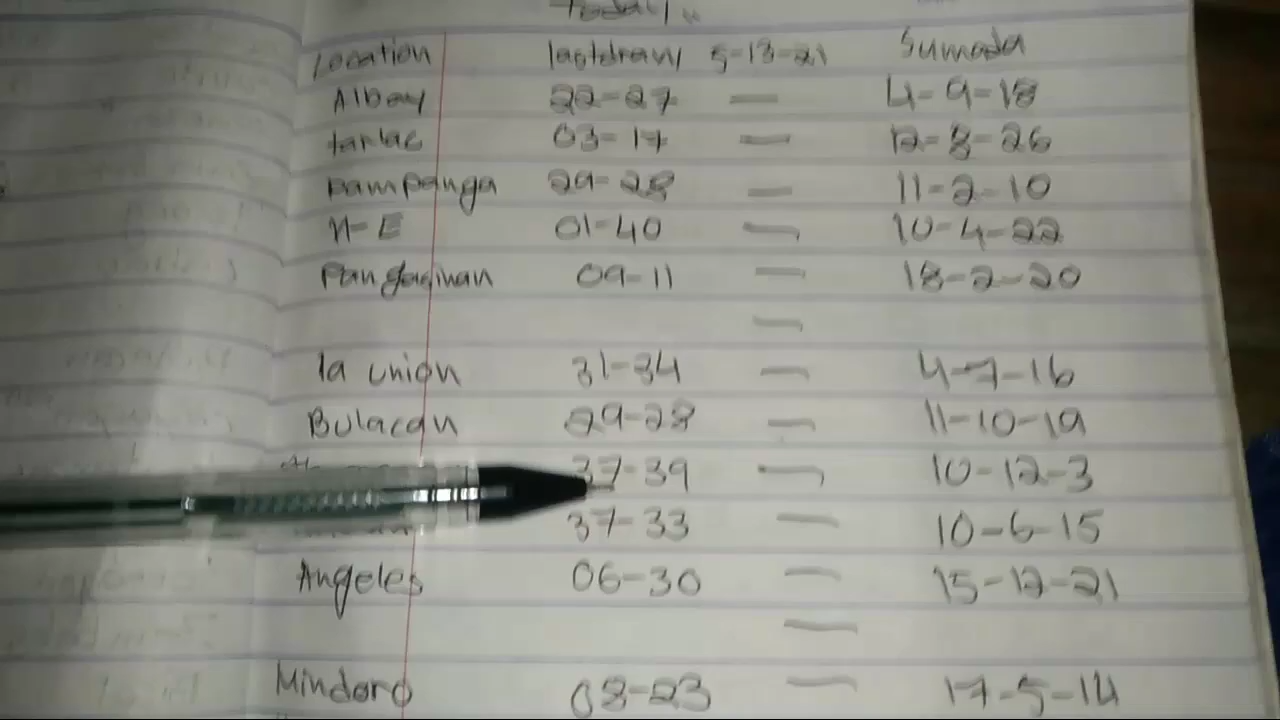 Today,,
Location lastdraw/ 5-13-21 Sumada
Albay 22-27 — 4-9-18
tarlac 03-17 — 12-8-26
Pampanga 29-28 — 11-2-10
N-E 01-40 — 10-4-22
Pangasinan 09-11 — 18-2-20
—
la union 31-34 — 4-7-16
Bulacan 29-28 — 11-10-19
37-39 — 10-12-3
37-33 — 10-6-15
Angeles 06-30 — 15-12-21
—
Mindoro 08-23 — 17-5-14